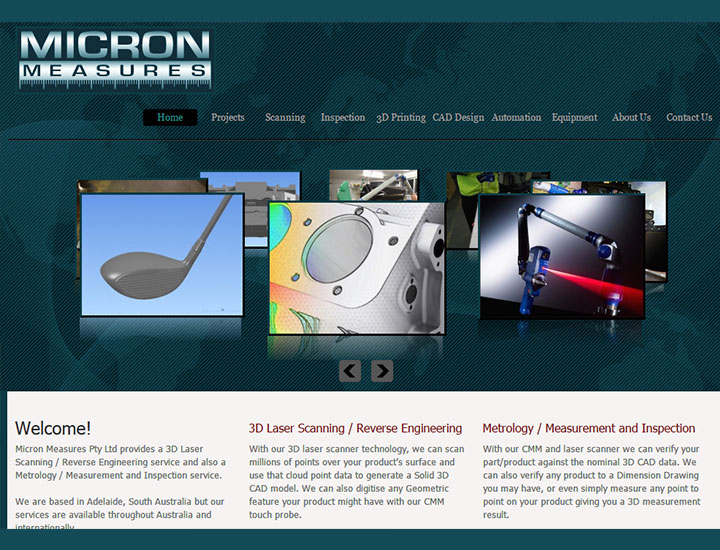 MICRON
MEASURES
Home Projects Scanning Inspection 3D Printing CAD Design Automation Equipment About Us Contact Us
Welcome!
Micron Measures Pty Ltd provides a 3D Laser
Scanning / Reverse Engineering service and also a
Metrology / Measurement and Inspection service.
We are based in Adelaide, South Australia but our
services are available throughout Australia and
internationally.
3D Laser Scanning / Reverse Engineering
With our 3D laser scanner technology, we can scan
millions of points over your product's surface and
use that cloud point data to generate a Solid 3D
CAD model. We can also digitise any Geometric
feature your product might have with our CMM
touch probe.
Metrology / Measurement and Inspection
With our CMM and laser scanner we can verify your
part/product against the nominal 3D CAD data. We
can also verify any product to a Dimension Drawing
you may have, or even simply measure any point to
point on your product giving you a 3D measurement
result.